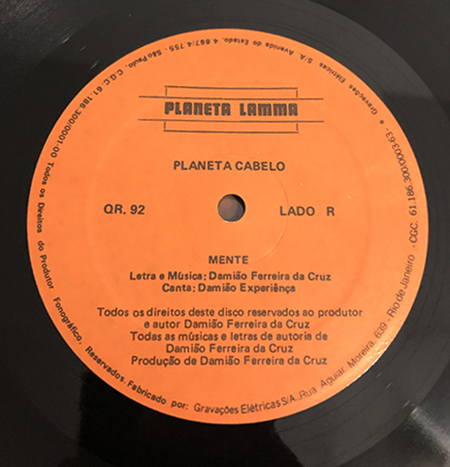 PLANETA LAMMA
PLANETA CABELO
QR. 92
LADO R
MENTE
Letra e Música: Damião Ferreira da Cruz
Canta: Damião Experiênça
Todos os direitos deste disco reservados ao produtor
e autor Damião Ferreira da Cruz
Todas as músicas e letras de autoria de
Damião Ferreira da Cruz
Produção de Damião Ferreira da Cruz
Todos os Direitos do Produtor Fonográfico, Reservados. Fabricado por: Gravações Elétricas S/A. Rua Aguiar Moreira, 639 - Rio de Janeiro - CGC. 61.186.300/0003-63 - e Gravações Elétricas S/A. Avenida do Estado, 4.667/4.755 - São Paulo. C.G.C. 61.186.300/0001-00